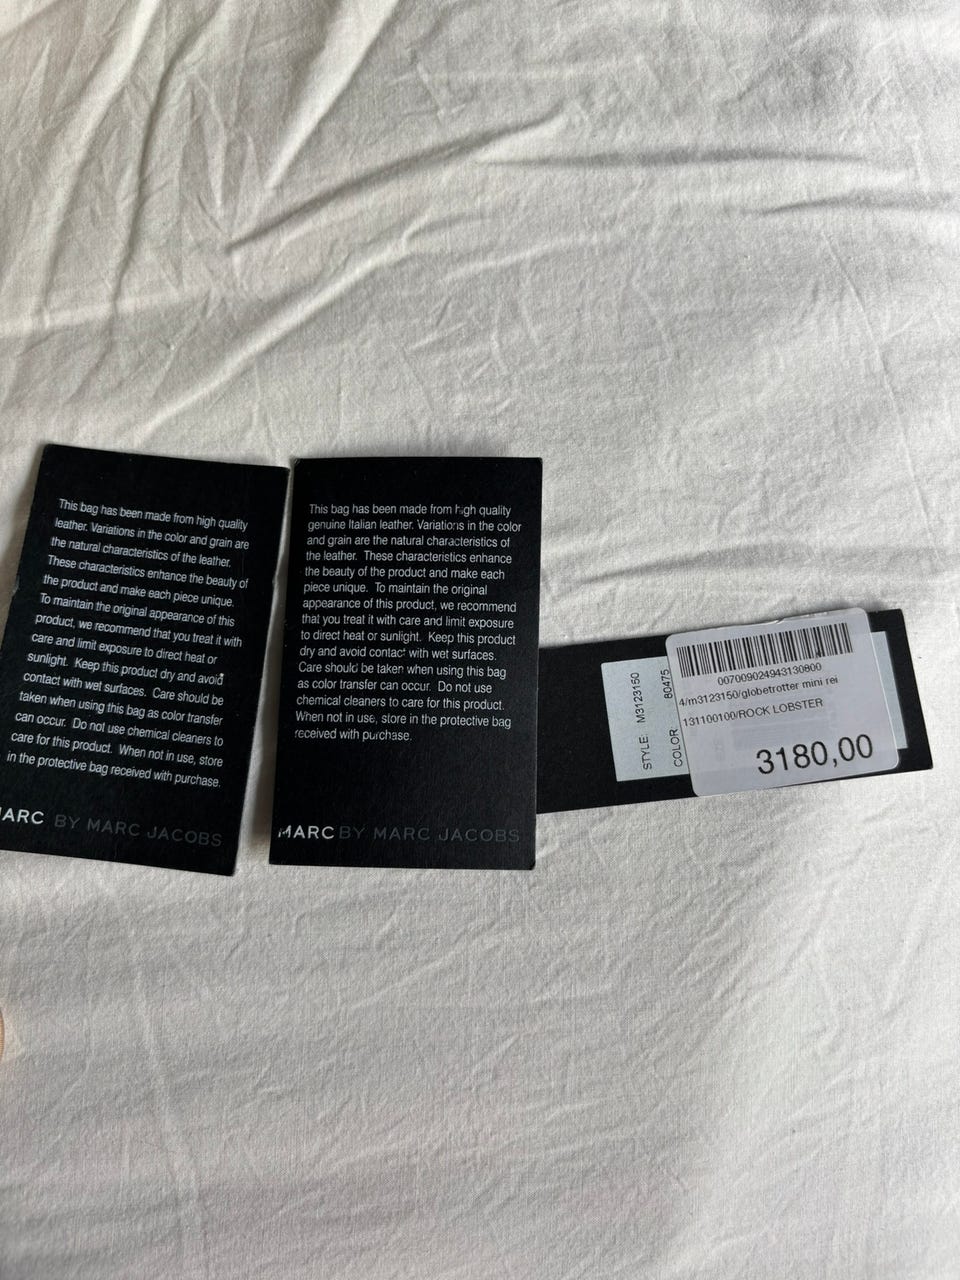 This bag has been made from high quality
leather. Variations in the color and grain are
the natural characteristics of the leather.
These characteristics enhance the beauty of
the product and make each piece unique.
To maintain the original appearance of this
product, we recommend that you treat it with
care and limit exposure to direct heat or
sunlight. Keep this product dry and avoid
contact with wet surfaces. Care should be
taken when using this bag as color transfer
can occur. Do not use chemical cleaners to
care for this product. When not in use, store
in the protective bag received with purchase.
MARC BY MARC JACOBS
This bag has been made from high quality
genuine Italian leather. Variations in the color
and grain are the natural characteristics of
the leather. These characteristics enhance
the beauty of the product and make each
piece unique. To maintain the original
appearance of this product, we recommend
that you treat it with care and limit exposure
to direct heat or sunlight. Keep this product
dry and avoid contact with wet surfaces.
Care should be taken when using this bag
as color transfer can occur. Do not use
chemical cleaners to care for this product.
When not in use, store in the protective bag
received with purchase.
MARC BY MARC JACOBS
STYLE: M3123150
COLOR 80475
007009024943130800
4/m3123150/globetrotter mini rei
131100100/ROCK LOBSTER
3180,00